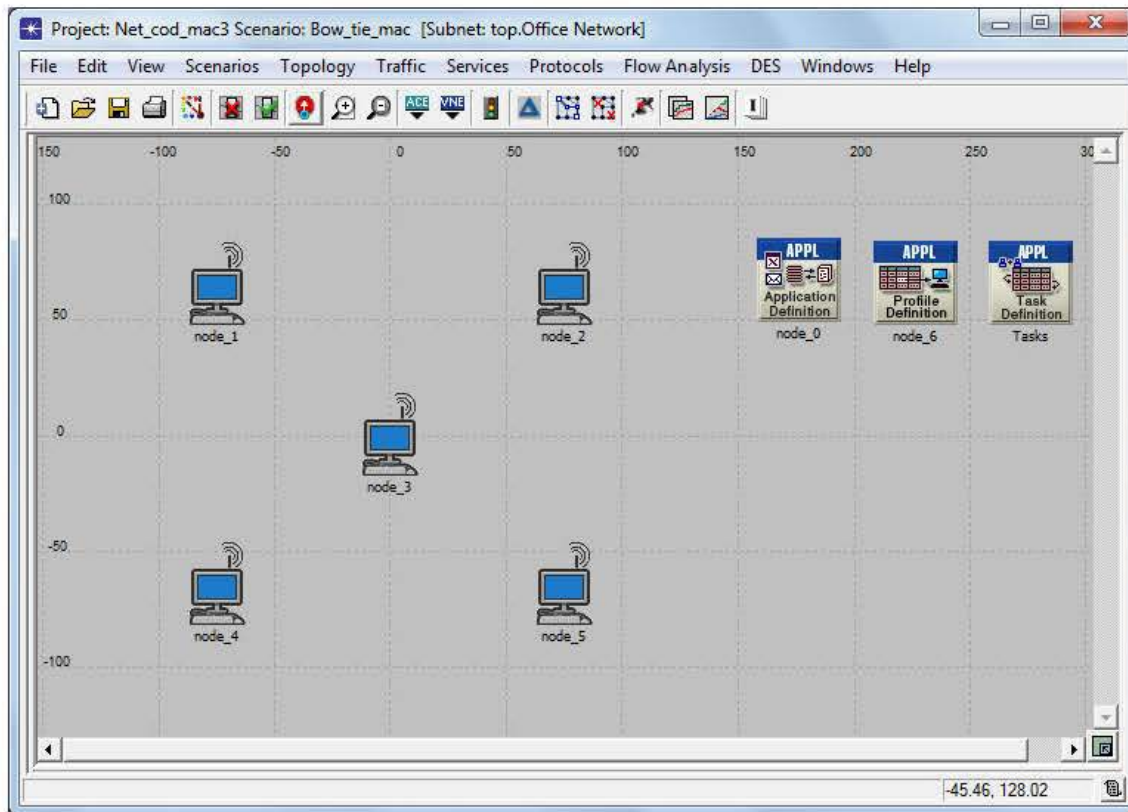 Project: Net_cod_mac3 Scenario: Bow_tie_mac [Subnet: top.Office Network]
File Edit View Scenarios Topology Traffic Services Protocols Flow Analysis DES Windows Help
ACE VNE
150 -100 -50 0 50 100 150 200 250 30
100
50
0
-50
-100
node_1
node_2
APPL
Application
Definition
node_0
APPL
Profiile
Definition
node_6
APPL
Task
Definition
Tasks
node_3
node_4
node_5
-45.46, 128.02